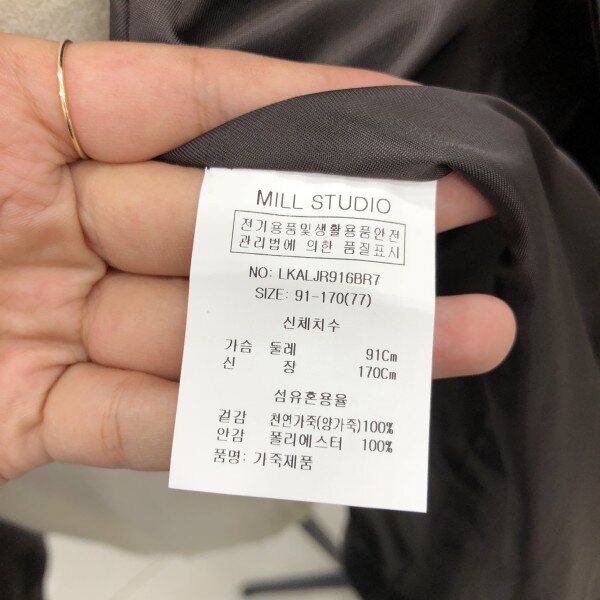 MILL STUDIO
전기용품및생활용품안전
관리법에 의한 품질표시
NO: LKALJR916BR7
SIZE: 91-170(77)
신체치수
가슴 둘레 91Cm
신 장 170Cm
섬유혼용율
겉감 천연가죽(양가죽)100%
안감 폴리에스터 100%
품명: 가죽제품